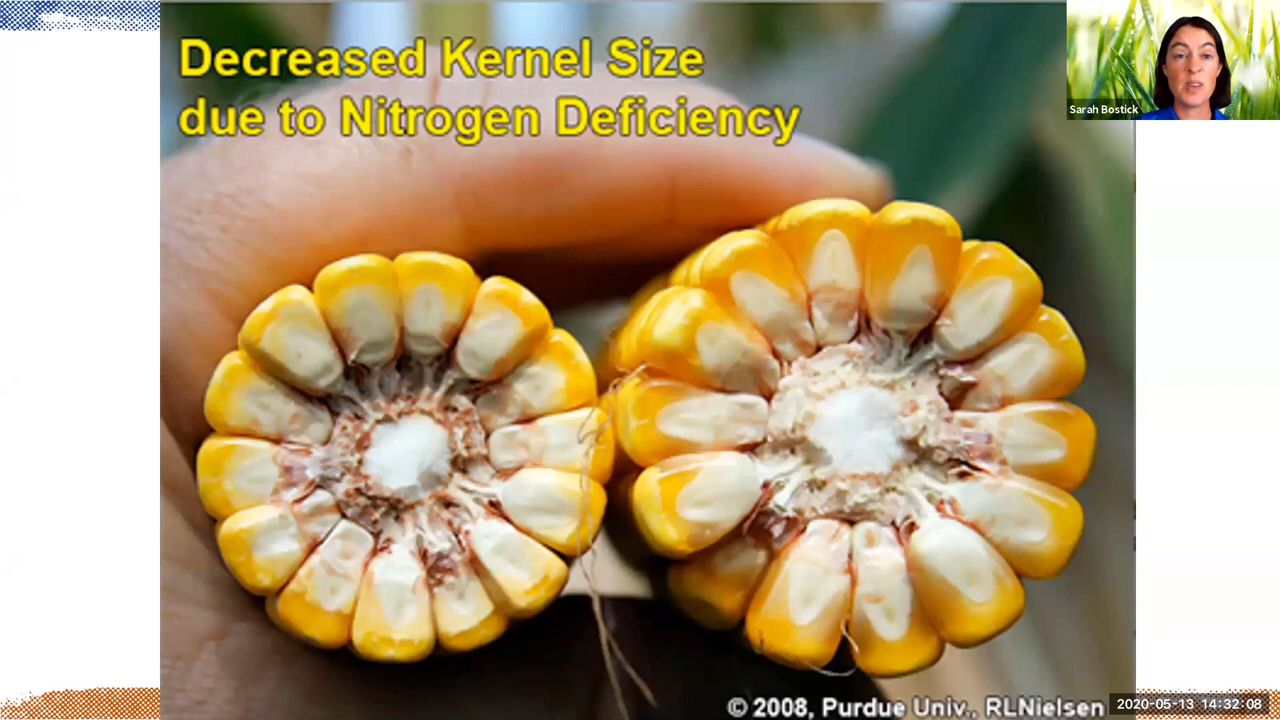 Decreased Kernel Size
due to Nitrogen Deficiency
Sarah Bostick
© 2008, Purdue Univ., RLNielsen
2020-05-13 14:32:08